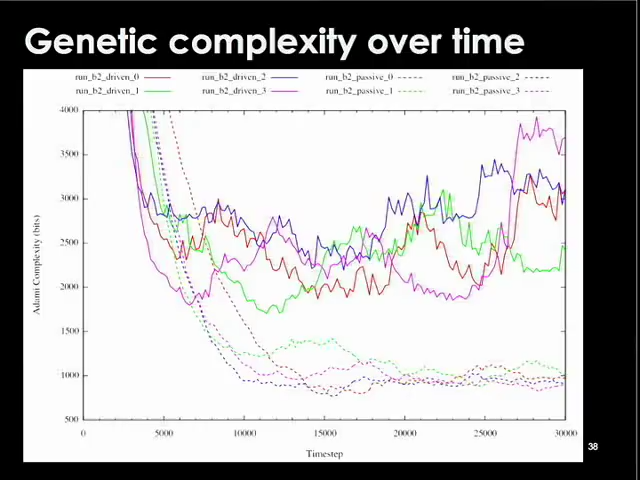 Genetic complexity over time
run_b2_driven_0 run_b2_driven_2 run_b2_passive_0 run_b2_passive_2
run_b2_driven_1 run_b2_driven_3 run_b2_passive_1 run_b2_passive_3
4000
3500
3000
2500
2000
1500
1000
500
Adami Complexity (bits)
0 5000 10000 15000 20000 25000 30000
Timestep
38